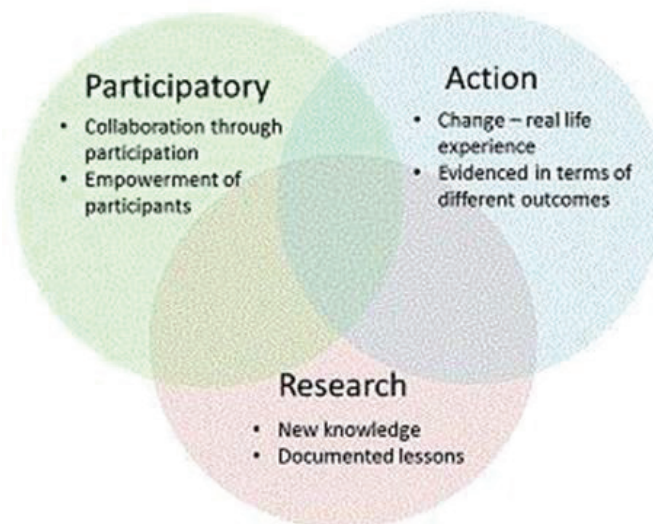 Participatory
• Collaboration through
participation
• Empowerment of
participants
Action
• Change – real life
experience
• Evidenced in terms of
different outcomes
Research
• New knowledge
• Documented lessons